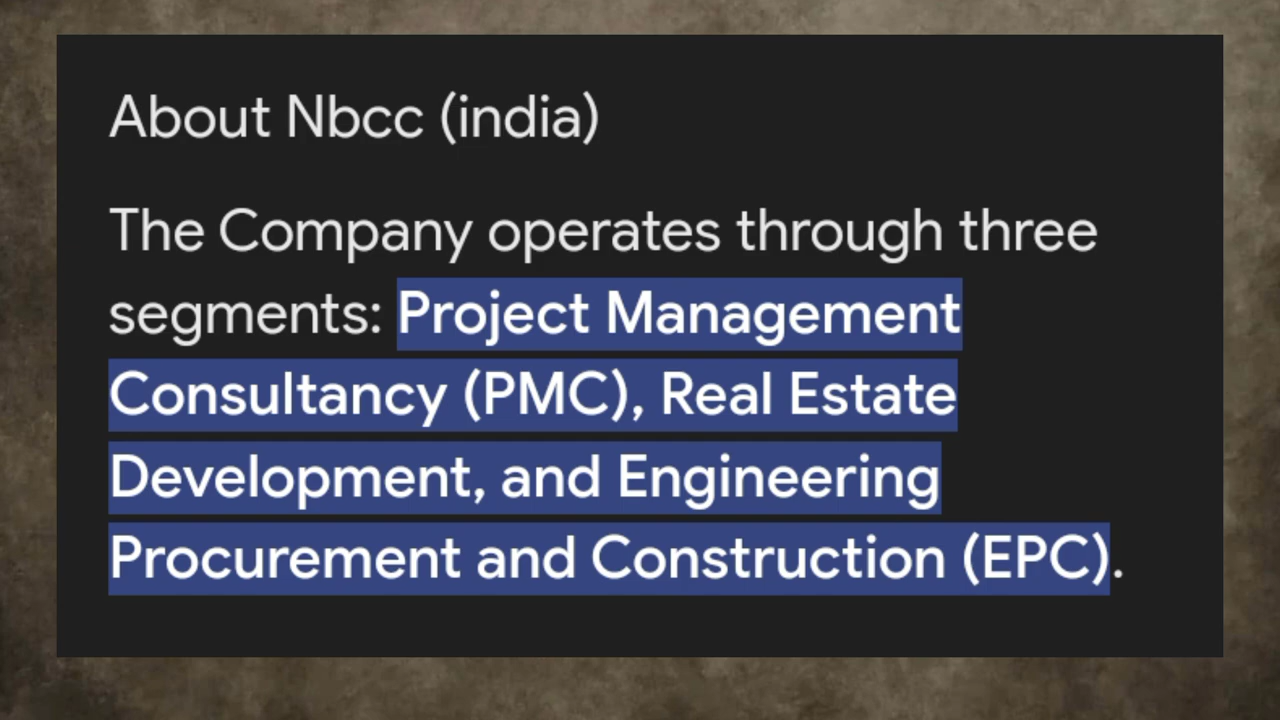 About Nbcc (india)
The Company operates through three
segments: Project Management
Consultancy (PMC), Real Estate
Development, and Engineering
Procurement and Construction (EPC).